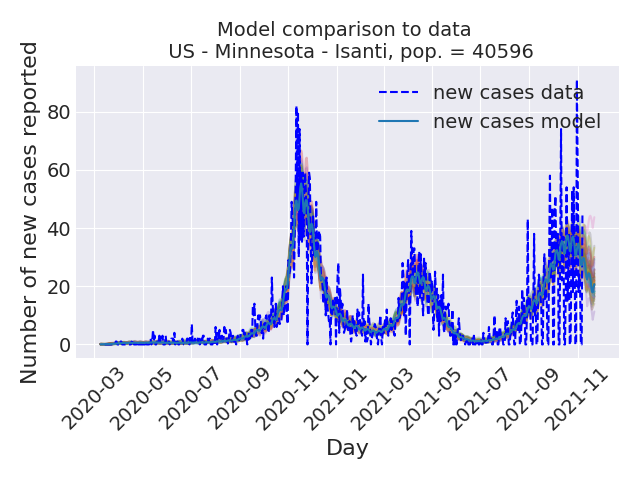 Model comparison to data
US - Minnesota - Isanti, pop. = 40596
Number of new cases reported
80
60
40
20
0
new cases data
new cases model
2020-03
2020-05
2020-07
2020-09
2020-11
2021-01
2021-03
2021-05
2021-07
2021-09
2021-11
Day